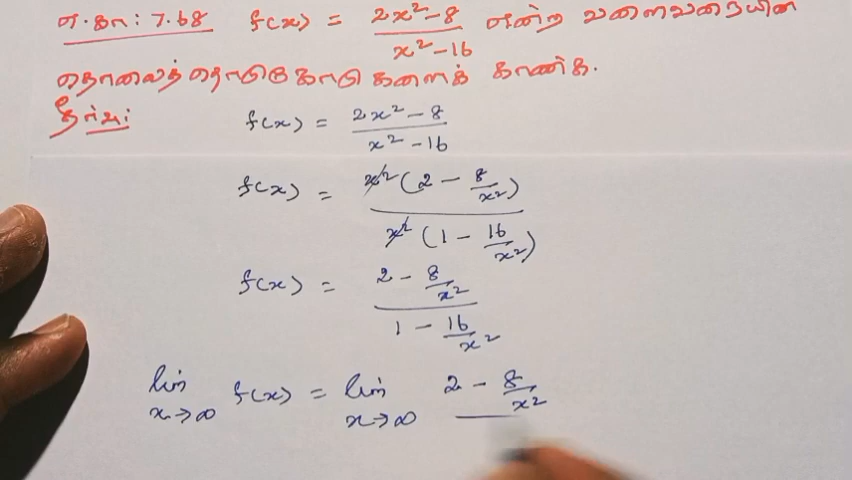 எ.கா: 7.68 f(x) = 2x² - 8 / x² - 16 என்ற வளைவரையின்
தொலைத் தொடுகோடுகளைக் காண்க.
தீர்வு:
f(x) = 2x² - 8 / x² - 16
f(x) = x²(2 - 8/x²) / x²(1 - 16/x²)
f(x) = 2 - 8/x² / 1 - 16/x²
lim x→∞ f(x) = lim x→∞ 2 - 8/x²